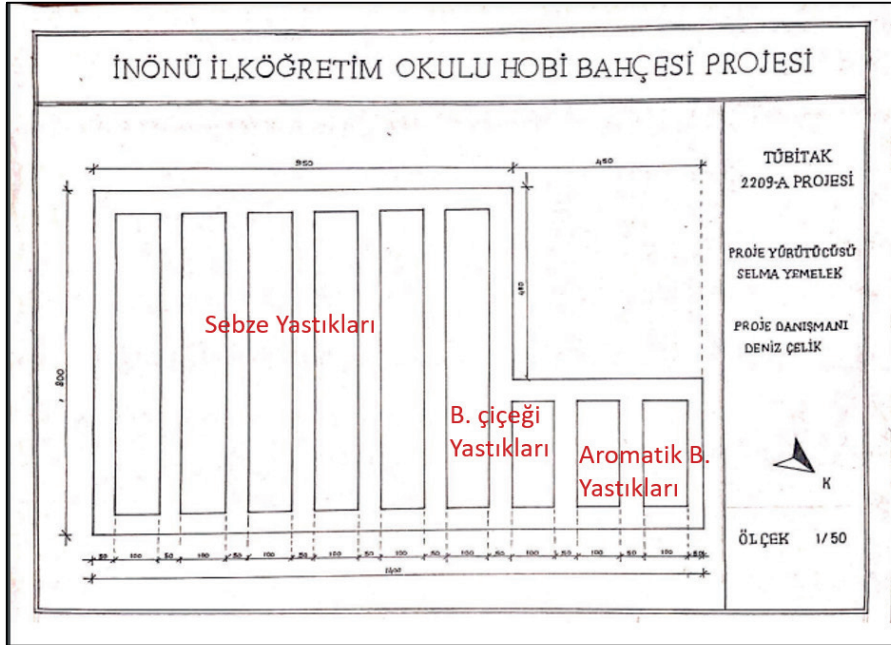 İNÖNÜ İLKÖĞRETİM OKULU HOBİ BAHÇESİ PROJESİ
950
450
800
Sebze Yastıkları
B. çiçeği
Yastıkları
Aromatik B.
Yastıkları
50 100 50 100 50 100 50 100 50 100 50 100 50 100 50 100 50 100 50
1400
TÜBİTAK
2209-A PROJESİ
PROJE YÜRÜTÜCÜSÜ
SELMA YEMELEK
PROJE DANIŞMANI
DENİZ ÇELİK
K
ÖLÇEK 1/50